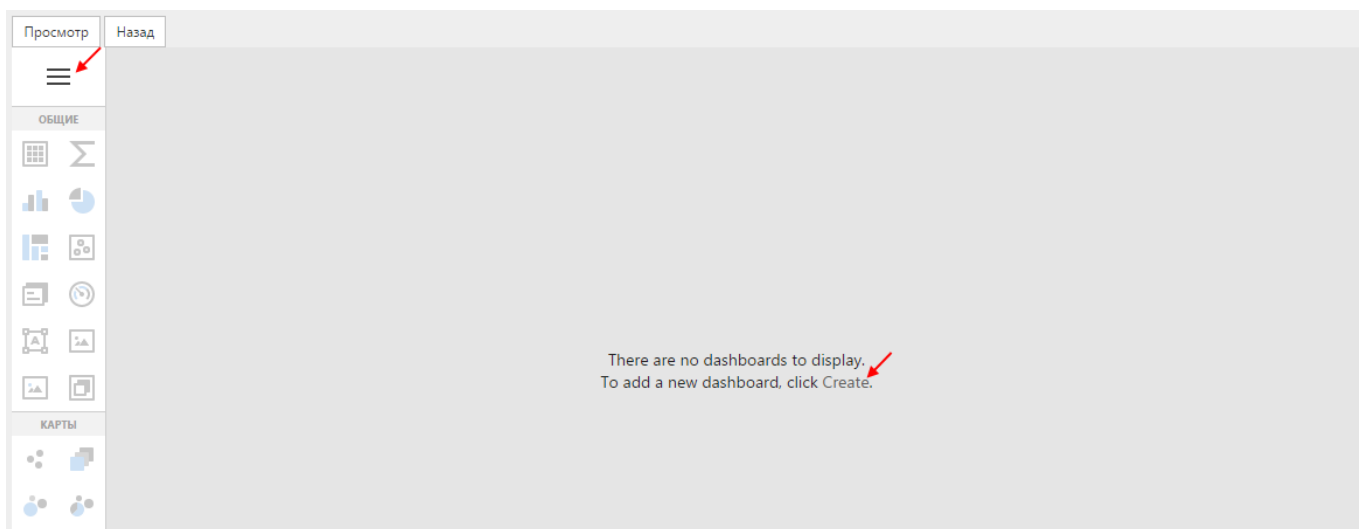 Просмотр
Назад
ОБЩИЕ
There are no dashboards to display.
To add a new dashboard, click Create.
КАРТЫ